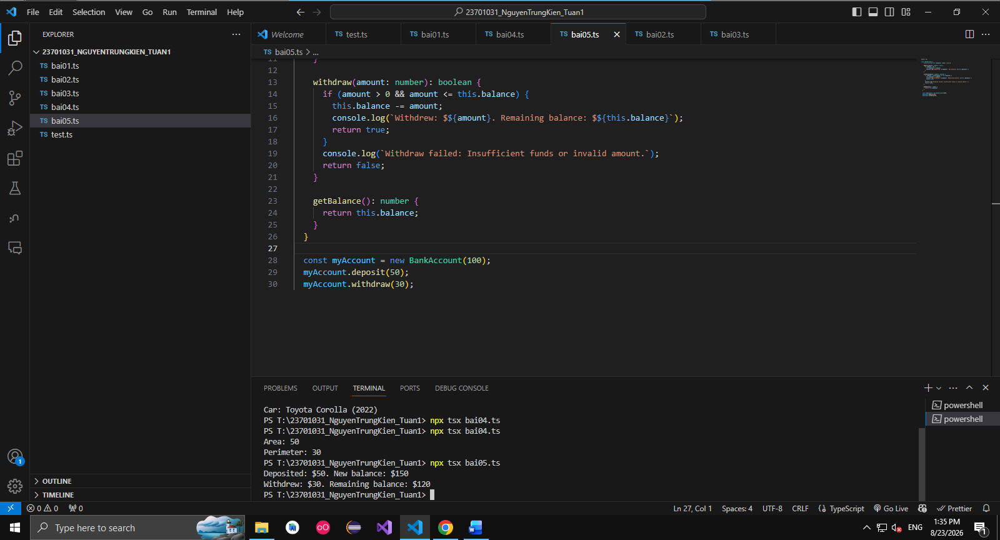 File Edit Selection View Go Run Terminal Help
23701031_NguyenTrungKien_Tuan1
EXPLORER
23701031_NGUYENTRUNGKIEN_TUAN1
TS bai01.ts
TS bai02.ts
TS bai03.ts
TS bai04.ts
TS bai05.ts
TS test.ts
OUTLINE
TIMELINE
Welcome TS test.ts TS bai01.ts TS bai04.ts TS bai05.ts TS bai02.ts TS bai03.ts
TS bai05.ts > ...
11 }
12
13 withdraw(amount: number): boolean {
14 if (amount > 0 && amount <= this.balance) {
15 this.balance -= amount;
16 console.log(`Withdrew: $${amount}. Remaining balance: $${this.balance}`);
17 return true;
18 }
19 console.log(`Withdraw failed: Insufficient funds or invalid amount.`);
20 return false;
21 }
22
23 getBalance(): number {
24 return this.balance;
25 }
26 }
27
28 const myAccount = new BankAccount(100);
29 myAccount.deposit(50);
30 myAccount.withdraw(30);
PROBLEMS OUTPUT TERMINAL PORTS DEBUG CONSOLE
Car: Toyota Corolla (2022)
PS T:\23701031_NguyenTrungKien_Tuan1> npx tsx bai04.ts
PS T:\23701031_NguyenTrungKien_Tuan1> npx tsx bai04.ts
Area: 50
Perimeter: 30
PS T:\23701031_NguyenTrungKien_Tuan1> npx tsx bai05.ts
Deposited: $50. New balance: $150
Withdrew: $30. Remaining balance: $120
PS T:\23701031_NguyenTrungKien_Tuan1>
powershell
powershell
1
0 0 0
Ln 27, Col 1 Spaces: 4 UTF-8 CRLF {} TypeScript Go Live Prettier
Type here to search
ENG
1:35 PM
8/23/2026
1